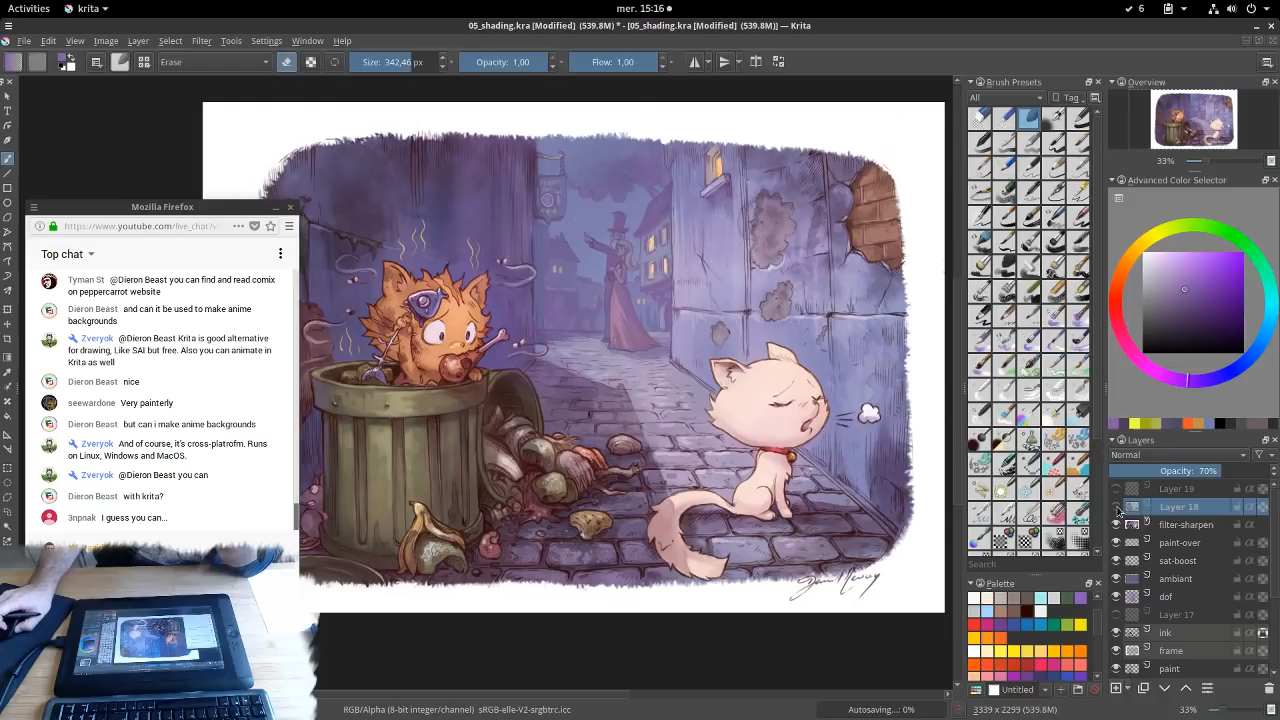 Activities krita mer. 15:16 6
05_shading.kra [Modified] (539.8M) * - [05_shading.kra [Modified] (539.8M)] — Krita
File Edit View Image Layer Select Filter Tools Settings Window Help
Erase Size: 342,46 px Opacity: 1,00 Flow: 1,00
Mozilla Firefox
https://www.youtube.com/live_chat?v
Top chat
Tyman St @Dieron Beast you can find and read comix
on peppercarrot website
Dieron Beast and can it be used to make anime
backgrounds
Zveryok @Dieron Beast Krita is good alternative
for drawing, Like SAI but free. Also you can animate in
Krita as well
Dieron Beast nice
seewardone Very painterly
Dieron Beast but can i make anime backgrounds
Zveryok And of course, it's cross-platrofm. Runs
on Linux, Windows and MacOS.
Zveryok @Dieron Beast you can
Dieron Beast with krita?
3npnak I guess you can...
Brush Presets
All Tag
Search
Palette
Untitled
Overview
33%
Advanced Color Selector
Layers
Normal
Opacity: 70%
Layer 19
Layer 18
filter-sharpen
paint-over
sat-boost
ambient
dof
Layer 17
ink
frame
paint
RGB/Alpha (8-bit integer/channel) sRGB-elle-V2-srgbtrc.icc
Autosaving...: 0%
3339 x 2299 (539.8M)
33%